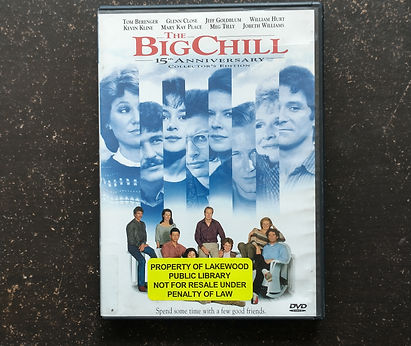 TOM BERENGER GLENN CLOSE JEFF GOLDBLUM WILLIAM HURT
KEVIN KLINE MARY KAY PLACE MEG TILLY JOBETH WILLIAMS
THE
BIG CHILL
15TH ANNIVERSARY
COLLECTOR'S EDITION
PROPERTY OF LAKEWOOD
PUBLIC LIBRARY
NOT FOR RESALE UNDER
PENALTY OF LAW
DVD
Spend some time with a few good friends.